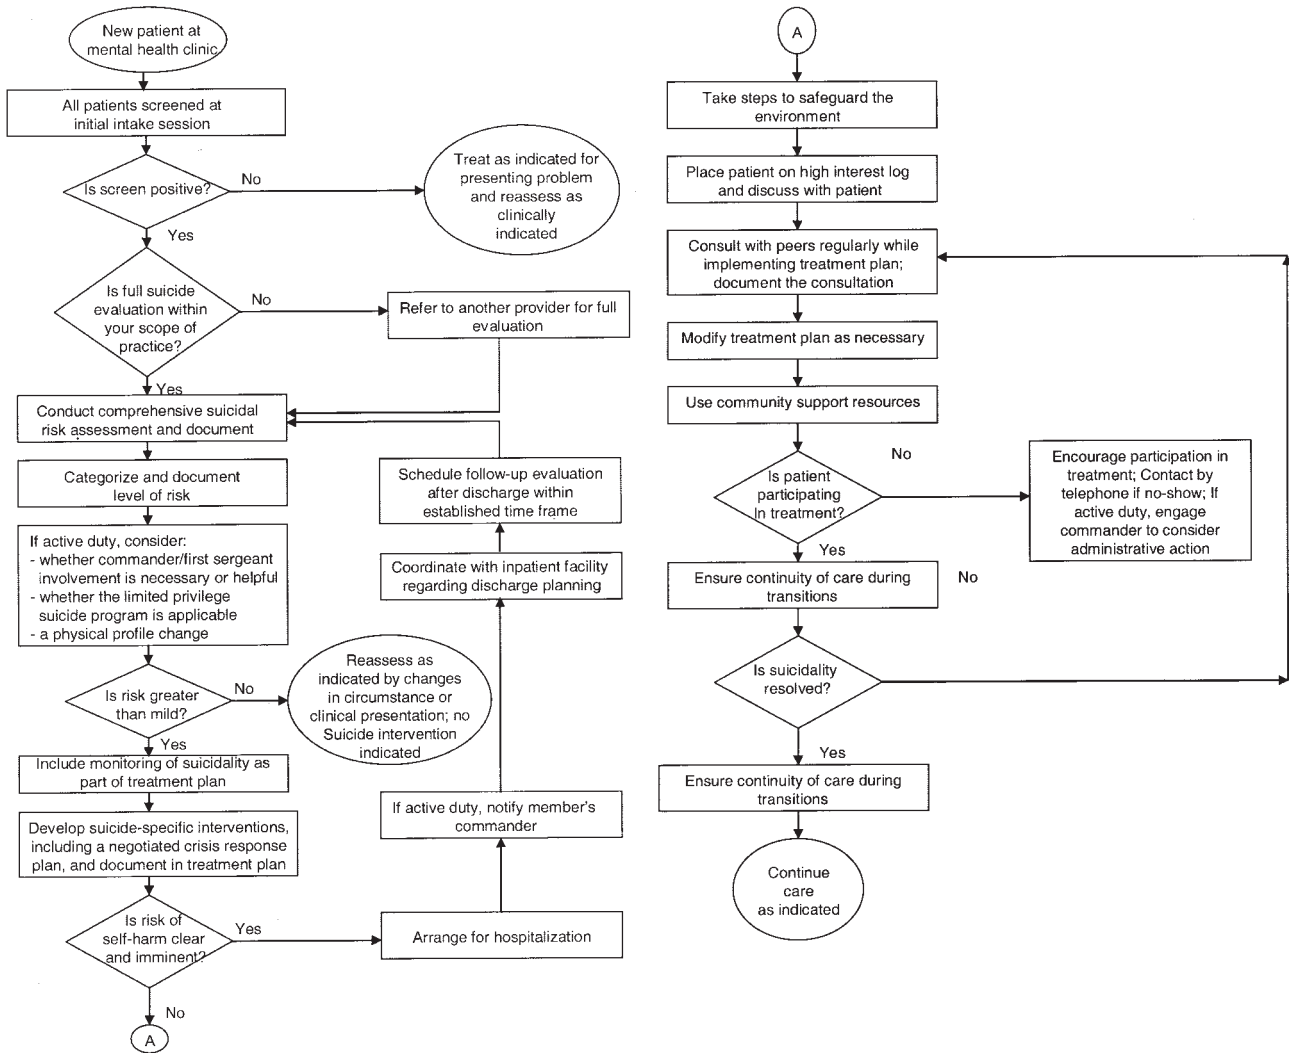 New patient at
mental health clinic
All patients screened at
initial intake session
Is screen positive?
No
Treat as indicated for
presenting problem
and reassess as
clinically
indicated
Yes
Is full suicide
evaluation within
your scope of
practice?
No
Refer to another provider for full
evaluation
Yes
Conduct comprehensive suicidal
risk assessment and document
Categorize and document
level of risk
Schedule follow-up evaluation
after discharge within
established time frame
If active duty, consider:
- whether commander/first sergeant
involvement is necessary or helpful
- whether the limited privilege
suicide program is applicable
- a physical profile change
Coordinate with inpatient facility
regarding discharge planning
Is risk greater
than mild?
No
Reassess as
indicated by changes
in circumstance or
clinical presentation; no
Suicide intervention
indicated
Yes
Include monitoring of suicidality as
part of treatment plan
Develop suicide-specific interventions,
including a negotiated crisis response
plan, and document in treatment plan
If active duty, notify member's
commander
Is risk of
self-harm clear
and imminent?
Yes
Arrange for hospitalization
No
A
A
Take steps to safeguard the
environment
Place patient on high interest log
and discuss with patient
Consult with peers regularly while
implementing treatment plan;
document the consultation
Modify treatment plan as necessary
Use community support resources
Is patient
participating
In treatment?
No
Encourage participation in
treatment; Contact by
telephone if no-show; If
active duty, engage
commander to consider
administrative action
Yes
Ensure continuity of care during
transitions
No
Is suicidality
resolved?
Yes
Ensure continuity of care during
transitions
Continue
care
as indicated